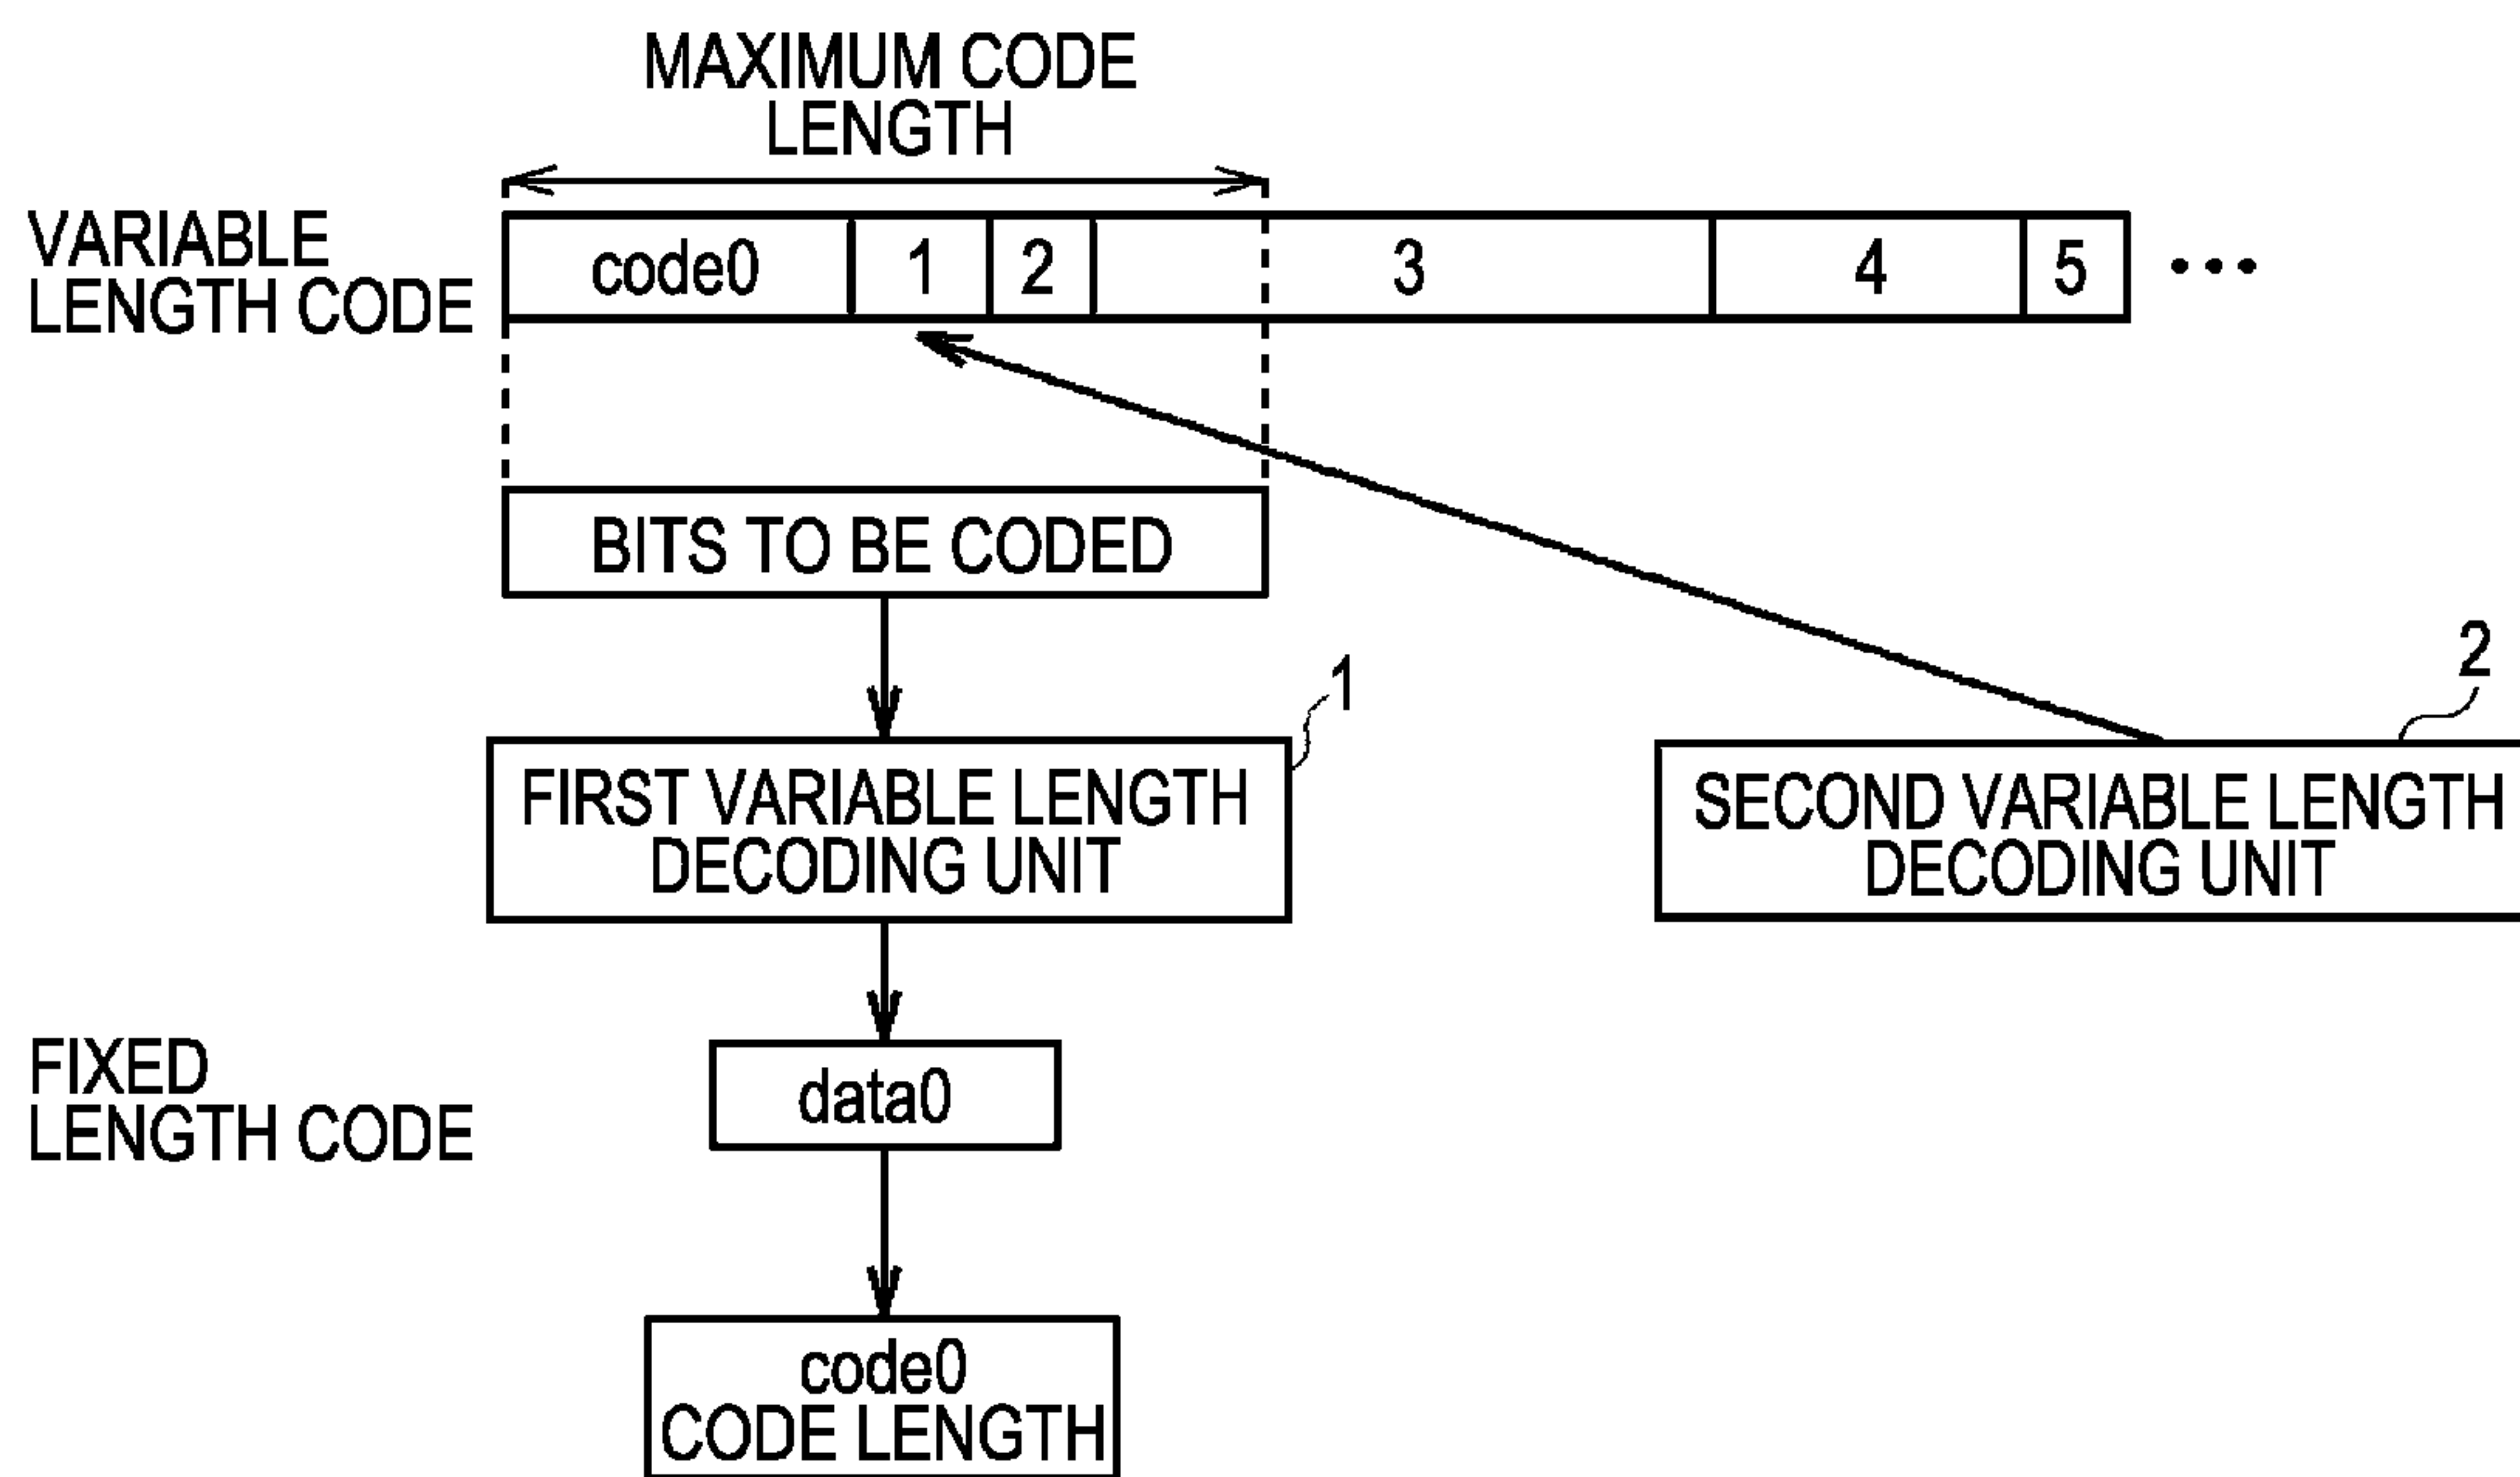 MAXIMUM CODE
LENGTH
VARIABLE
LENGTH CODE
code0 1 2 3 4 5 •••
BITS TO BE CODED
1
2
FIRST VARIABLE LENGTH
DECODING UNIT
SECOND VARIABLE LENGTH
DECODING UNIT
FIXED
LENGTH CODE
data0
code0
CODE LENGTH